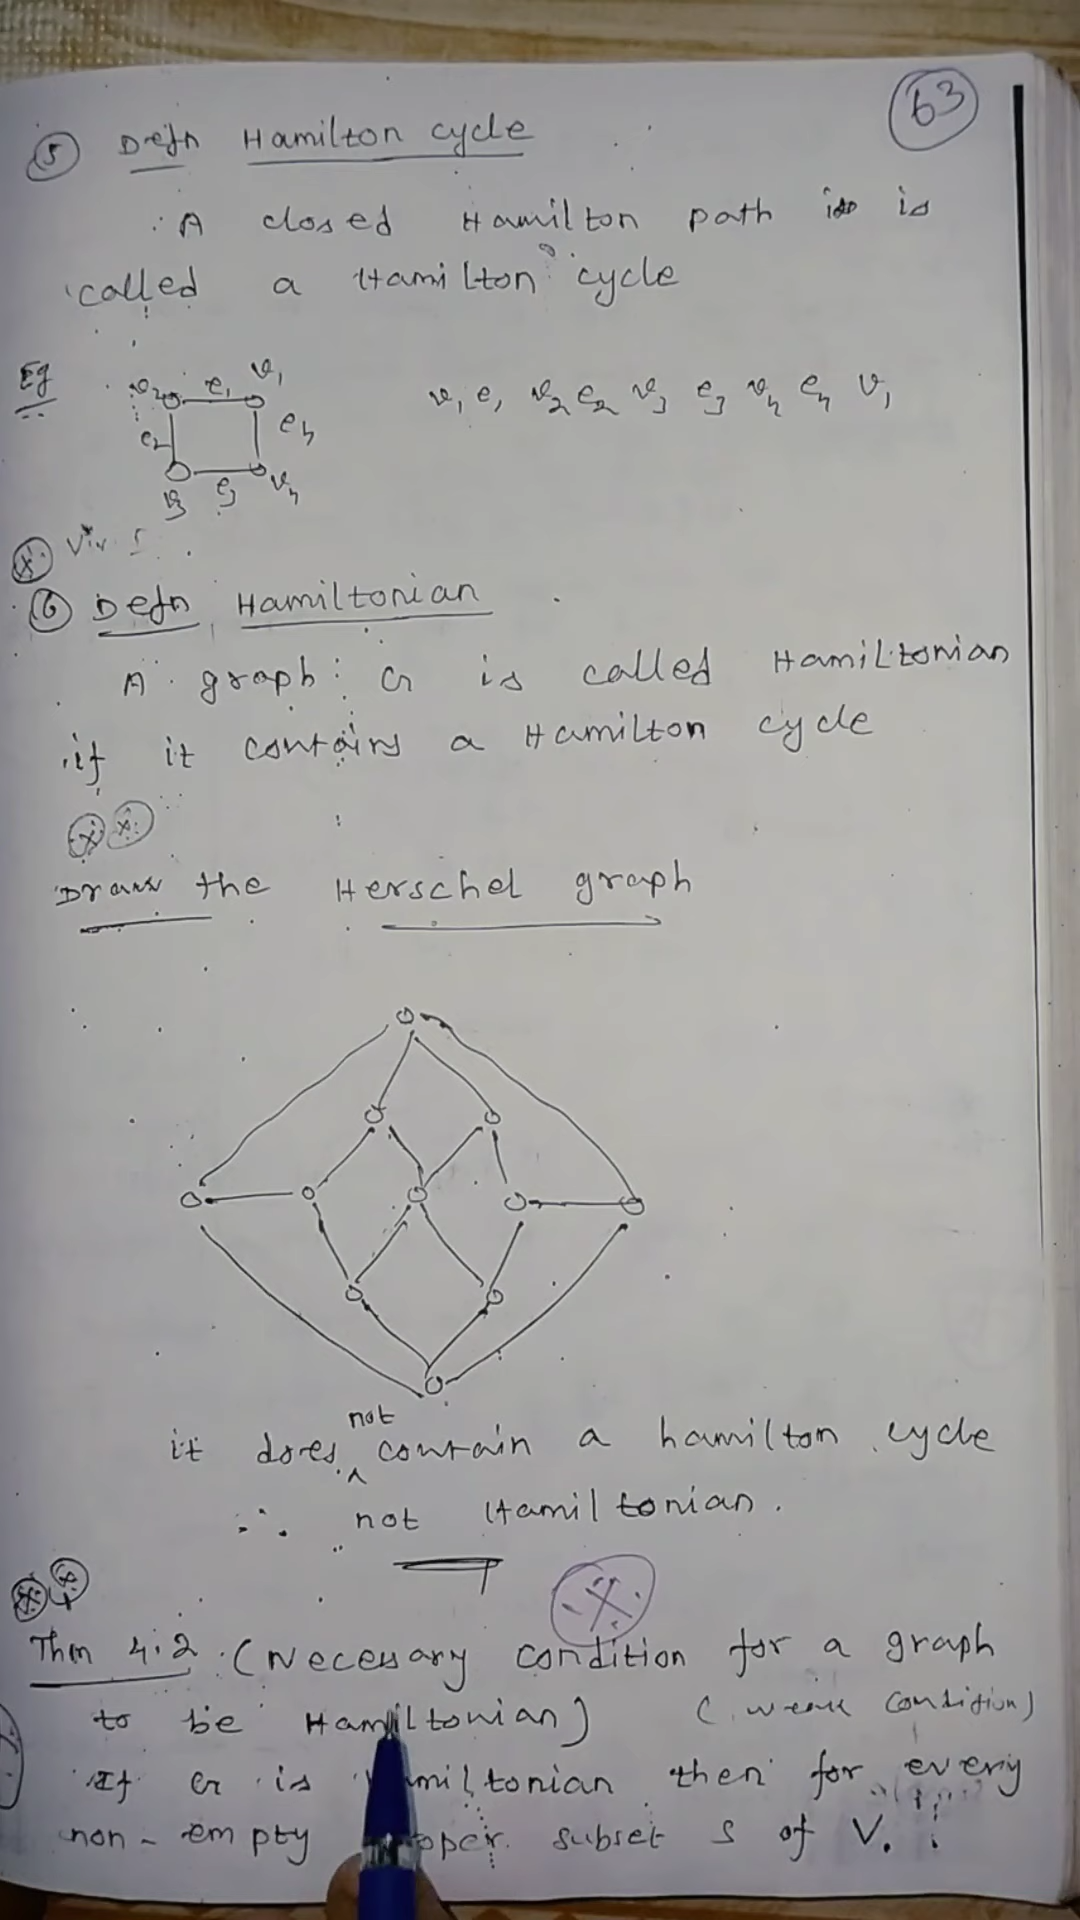 63
5 Defn Hamilton cycle
A closed Hamilton path is
called a Hamilton cycle
Eg
v2 e1 v1
e2 e4
v3 e3 v4
v1 e1 v2 e2 v3 e3 v4 e4 v1
6 Defn Hamiltonian
A graph G is called Hamiltonian
if it contains a Hamilton cycle
Draw the Herschel graph
not
it does ^ contain a hamilton cycle
∴ not Hamiltonian.
Thm 4.2 (Necessary condition for a graph
to be Hamiltonian) (weak condition)
If G is miltonian then for every
non-empty subset S of V.